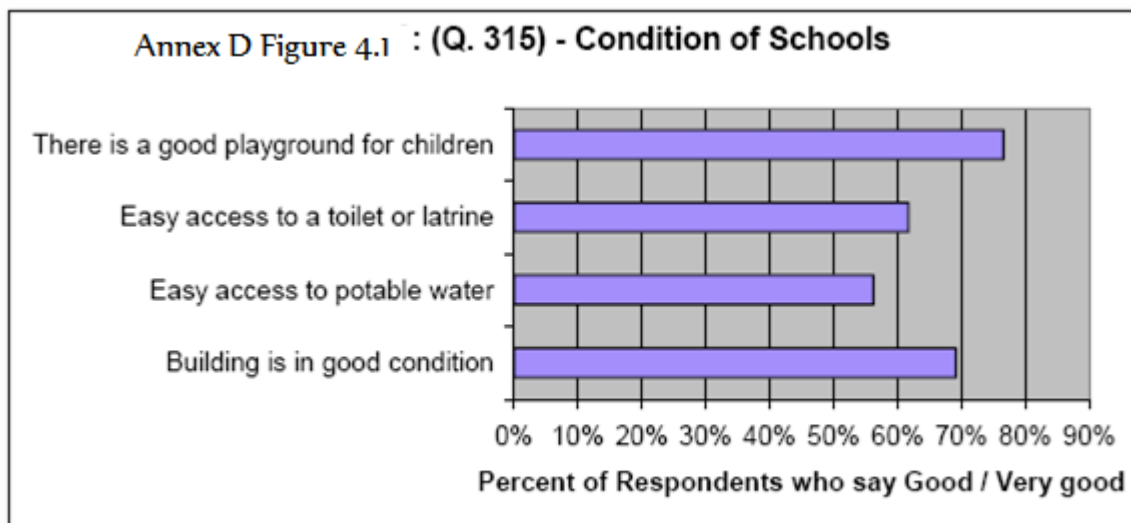 Annex D Figure 4.1 : (Q. 315) - Condition of Schools
There is a good playground for children
Easy access to a toilet or latrine
Easy access to potable water
Building is in good condition
0% 10% 20% 30% 40% 50% 60% 70% 80% 90%
Percent of Respondents who say Good / Very good